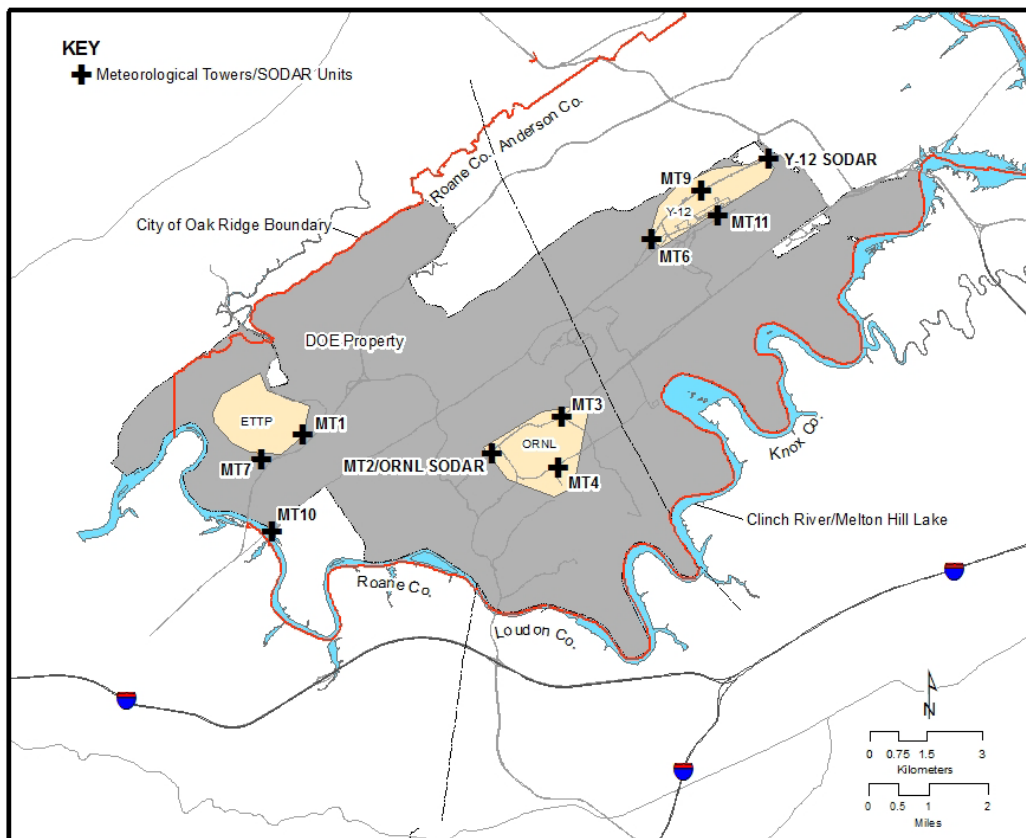 KEY
Meteorological Towers/SODAR Units
Roane Co.
Anderson Co.
Y-12 SODAR
MT9
Y-12
MT11
MT6
City of Oak Ridge Boundary
DOE Property
ETTP
MT1
MT7
MT10
MT3
ORNL
MT2/ORNL SODAR
MT4
Knox Co.
Clinch River/Melton Hill Lake
Roane Co.
Loudon Co.
N
0 0.75 1.5 3
Kilometers
0 0.5 1 2
Miles